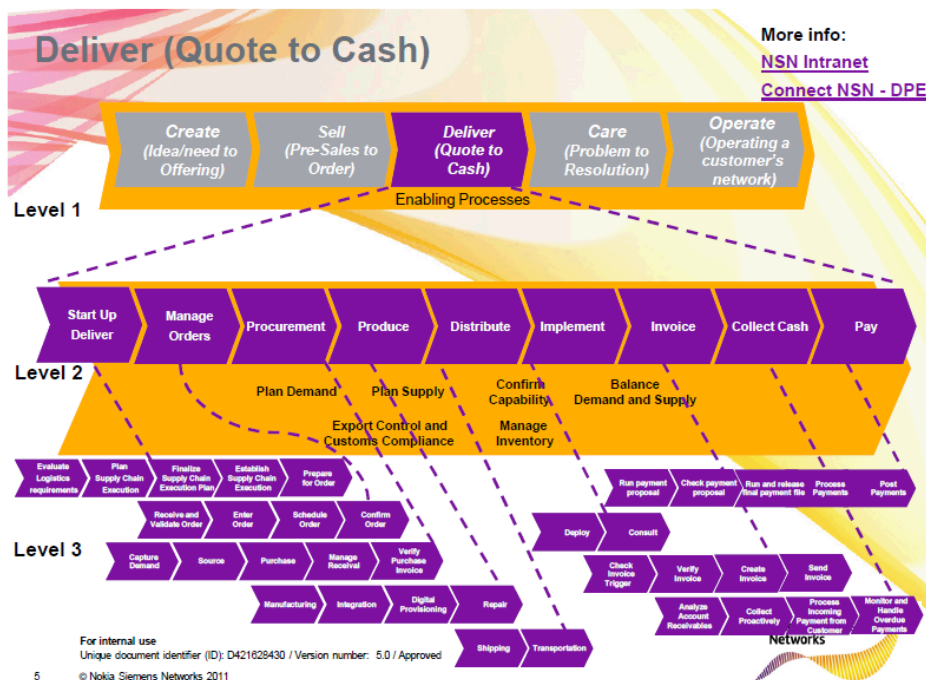 Deliver (Quote to Cash)
More info:
NSN Intranet
Connect NSN - DPE
Create
(Idea/need to
Offering)
Sell
(Pre-Sales to
Order)
Deliver
(Quote to
Cash)
Care
(Problem to
Resolution)
Operate
(Operating a
customer's
network)
Level 1
Enabling Processes
Start Up
Deliver
Manage
Orders
Procurement
Produce
Distribute
Implement
Invoice
Collect Cash
Pay
Level 2
Plan Demand
Plan Supply
Confirm
Capability
Balance
Demand and Supply
Export Control and
Customs Compliance
Manage
Inventory
Evaluate
Logistics
requirements
Plan
Supply Chain
Execution
Finalize
Supply Chain
Execution Plan
Establish
Supply Chain
Execution
Prepare
for Order
Run payment
proposal
Check payment
proposal
Run and release
final payment file
Process
Payments
Post
Payments
Receive and
Validate Order
Enter
Order
Schedule
Order
Confirm
Order
Deploy
Consult
Level 3
Capture
Demand
Source
Purchase
Manage
Receival
Verify
Purchase
Invoice
Check
Invoice
Trigger
Verify
Invoice
Create
Invoice
Send
Invoice
Manufacturing
Integration
Digital
Provisioning
Repair
Analyze
Account
Receivables
Collect
Proactively
Process
Incoming
Payment from
Customer
Monitor and
Handle
Overdue
Payments
Shipping
Transportation
Networks
For internal use
Unique document identifier (ID): D421628430 / Version number: 5.0 / Approved
5 © Nokia Siemens Networks 2011